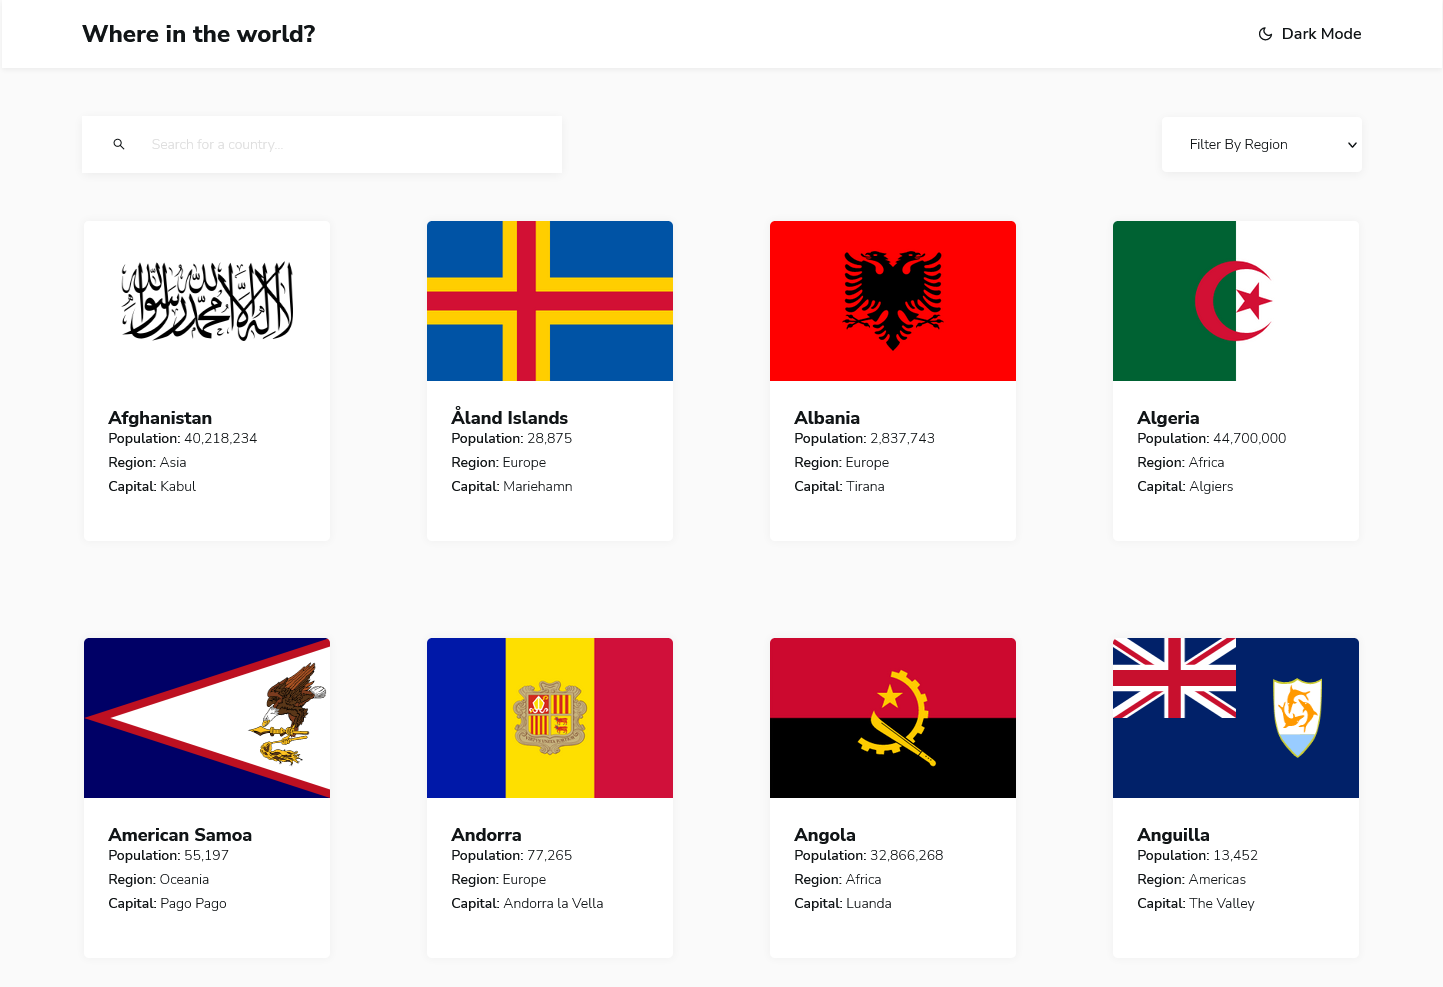 Where in the world?
Dark Mode
Search for a country...
Filter By Region
لا إله إلا الله محمد رسول الله
Afghanistan
Population: 40,218,234
Region: Asia
Capital: Kabul
Åland Islands
Population: 28,875
Region: Europe
Capital: Mariehamn
Albania
Population: 2,837,743
Region: Europe
Capital: Tirana
Algeria
Population: 44,700,000
Region: Africa
Capital: Algiers
American Samoa
Population: 55,197
Region: Oceania
Capital: Pago Pago
Andorra
Population: 77,265
Region: Europe
Capital: Andorra la Vella
Angola
Population: 32,866,268
Region: Africa
Capital: Luanda
Anguilla
Population: 13,452
Region: Americas
Capital: The Valley